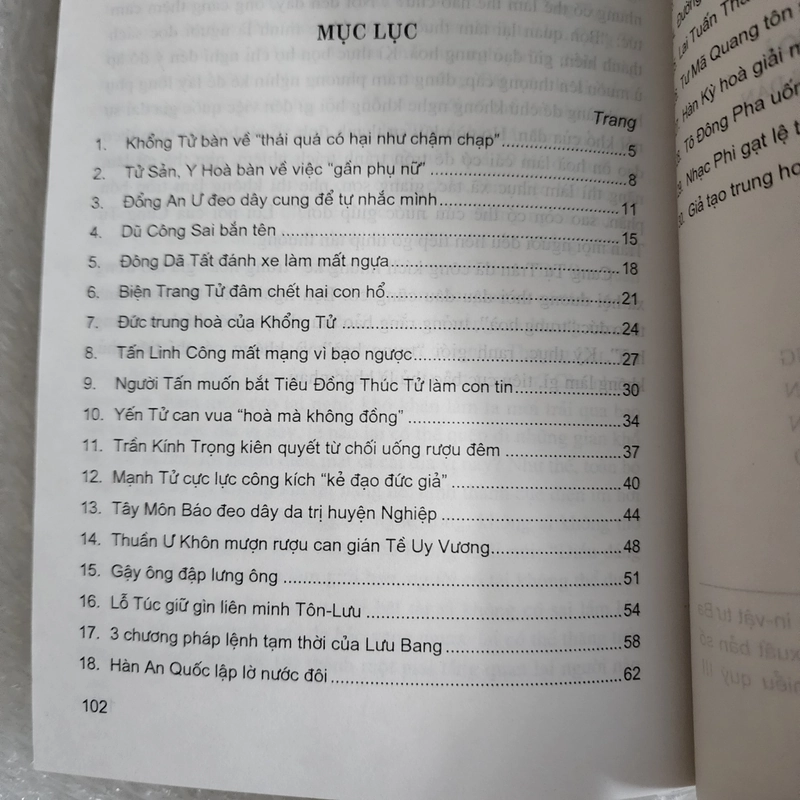 MỤC LỤC
Trang
1. Khổng Tử bàn về "thái quá có hại như chậm chạp" 5
2. Tử Sản, Y Hoà bàn về việc "gần phụ nữ" 8
3. Đổng An Ư đeo dây cung để tự nhắc mình 11
4. Dũ Công Sai bắn tên 15
5. Đông Dã Tất đánh xe làm mất ngựa 18
6. Biện Trang Tử đâm chết hai con hổ 21
7. Đức trung hoà của Khổng Tử 24
8. Tấn Linh Công mất mạng vì bạo ngược 27
9. Người Tấn muốn bắt Tiêu Đồng Thúc Tử làm con tin 30
10. Yến Tử can vua "hoà mà không đồng" 34
11. Trần Kính Trọng kiên quyết từ chối uống rượu đêm 37
12. Mạnh Tử cực lực công kích "kẻ đạo đức giả" 40
13. Tây Môn Báo đeo dây da trị huyện Nghiệp 44
14. Thuần Ư Khôn mượn rượu can gián Tề Uy Vương 48
15. Gậy ông đập lưng ông 51
16. Lỗ Túc giữ gìn liên minh Tôn-Lưu 54
17. 3 chương pháp lệnh tạm thời của Lưu Bang 58
18. Hàn An Quốc lập lờ nước đôi 62
102
Đường
Lai Tuấn
Tư Mã Quang tôn
Hàn Kỳ hoà giải
Tô Đông Pha uống
Nhạc Phi gạt lệ
30. Giả tạo trung